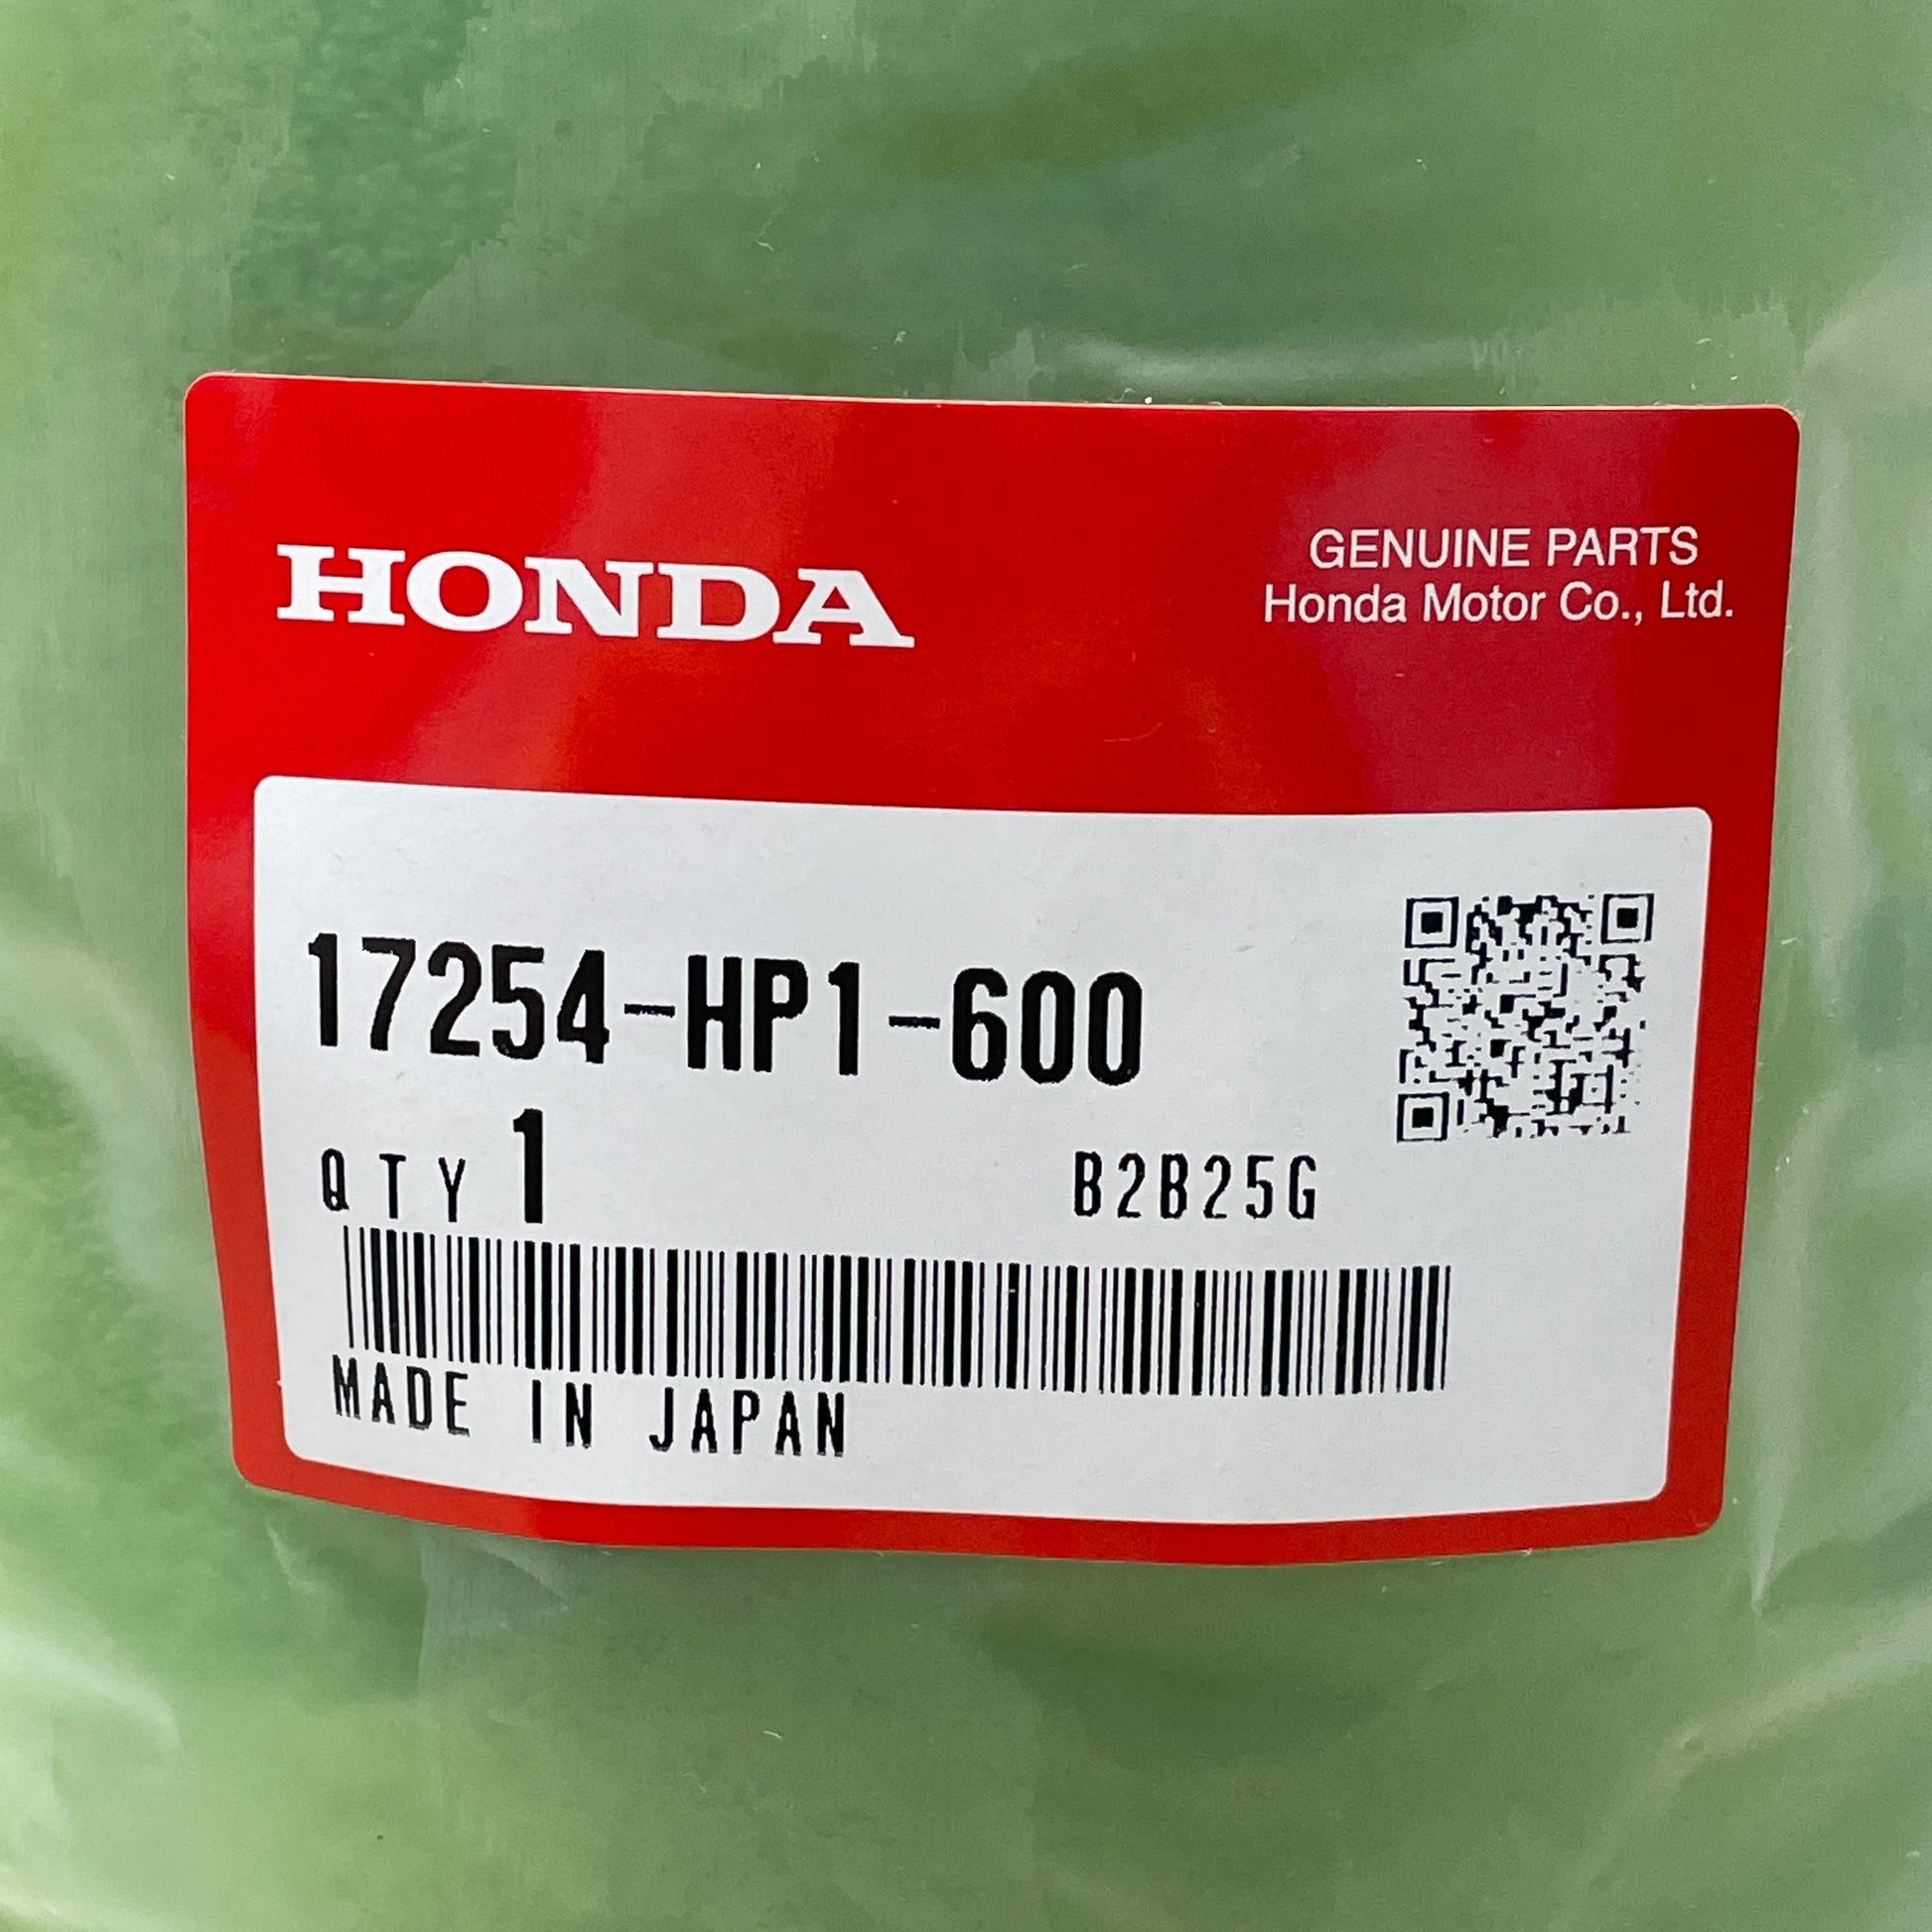 HONDA
GENUINE PARTS
Honda Motor Co., Ltd.
17254-HP1-600
QTY 1
B2B25G
MADE IN JAPAN